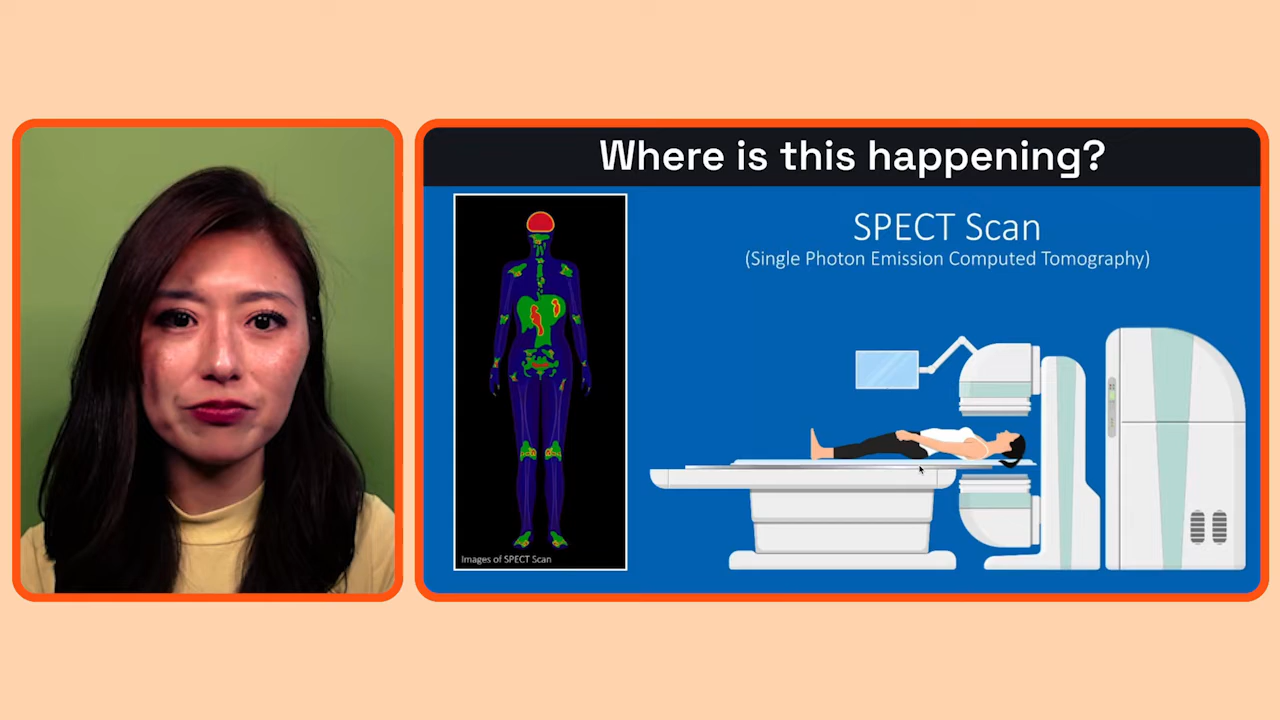 Where is this happening?
SPECT Scan
(Single Photon Emission Computed Tomography)
Images of SPECT Scan